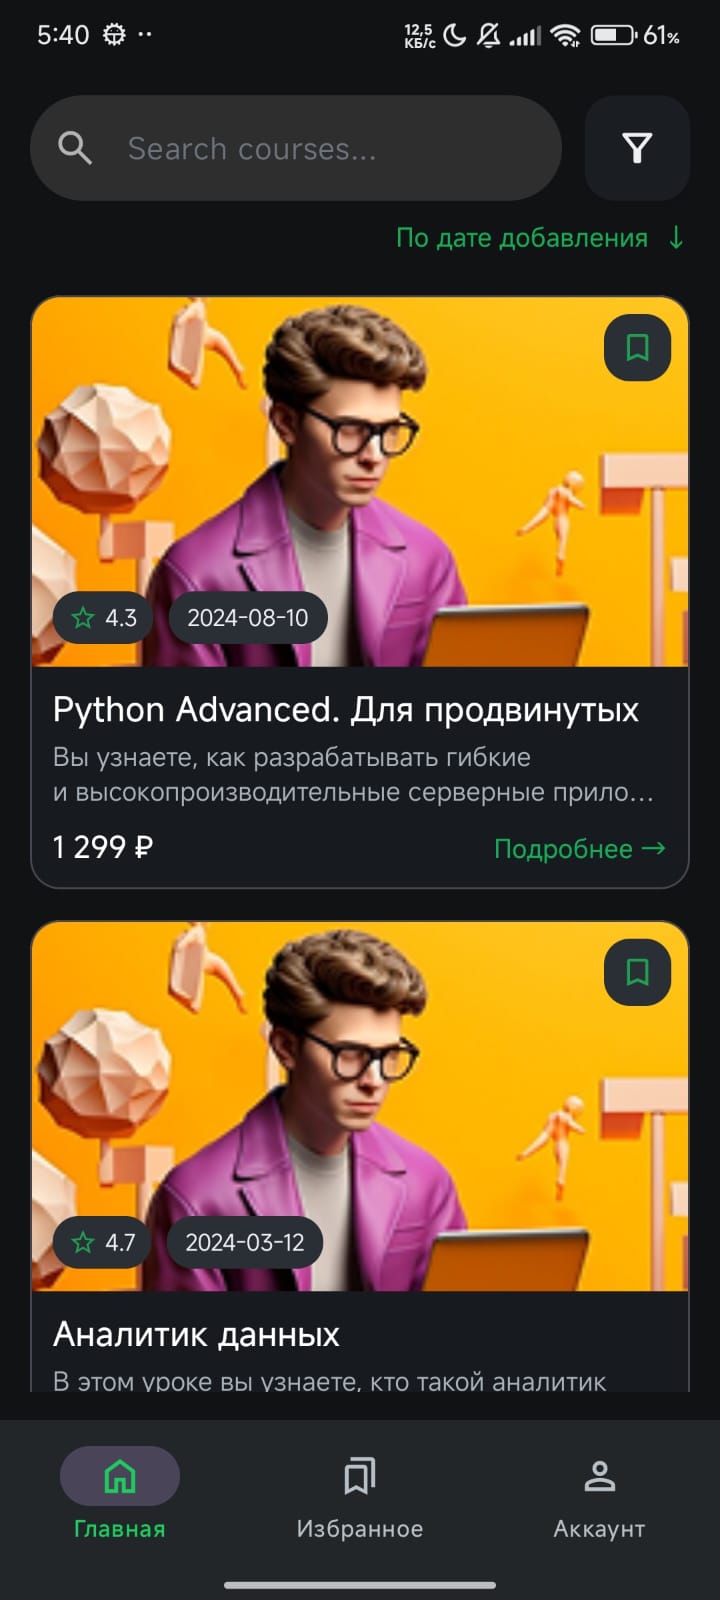 5:40
12,5
КБ/с
61%
Search courses...
По дате добавления ↓
4.3
2024-08-10
Python Advanced. Для продвинутых
Вы узнаете, как разрабатывать гибкие
и высокопроизводительные серверные прило...
1 299 ₽
Подробнее →
4.7
2024-03-12
Аналитик данных
В этом уроке вы узнаете, кто такой аналитик
Главная
Избранное
Аккаунт